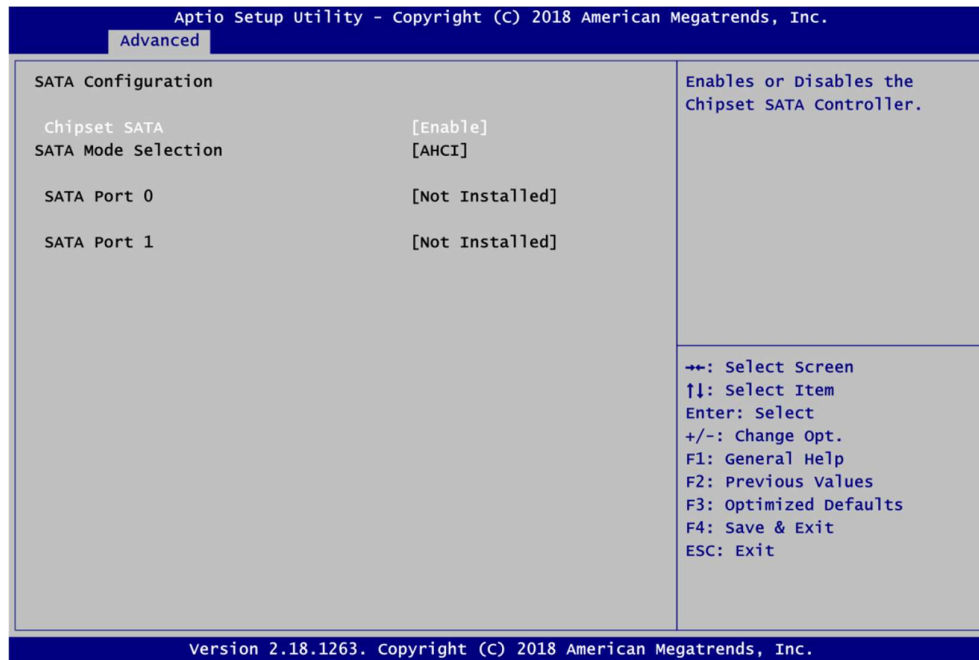 Aptio Setup Utility - Copyright (C) 2018 American Megatrends, Inc.
Advanced
SATA Configuration
Chipset SATA [Enable]
SATA Mode Selection [AHCI]
SATA Port 0 [Not Installed]
SATA Port 1 [Not Installed]
Enables or Disables the
Chipset SATA Controller.
→←: Select Screen
↑↓: Select Item
Enter: Select
+/-: Change Opt.
F1: General Help
F2: Previous Values
F3: Optimized Defaults
F4: Save & Exit
ESC: Exit
Version 2.18.1263. Copyright (C) 2018 American Megatrends, Inc.